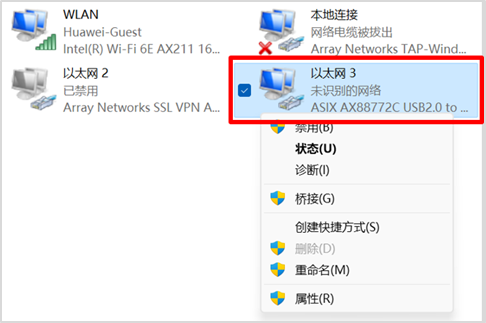 WLAN
Huawei-Guest
Intel(R) Wi-Fi 6E AX211 16...
本地连接
网络电缆被拔出
Array Networks TAP-Wind...
以太网 2
已禁用
Array Networks SSL VPN A...
以太网 3
未识别的网络
ASIX AX88772C USB2.0 to ...
禁用(B)
状态(U)
诊断(I)
桥接(G)
创建快捷方式(S)
删除(D)
重命名(M)
属性(R)